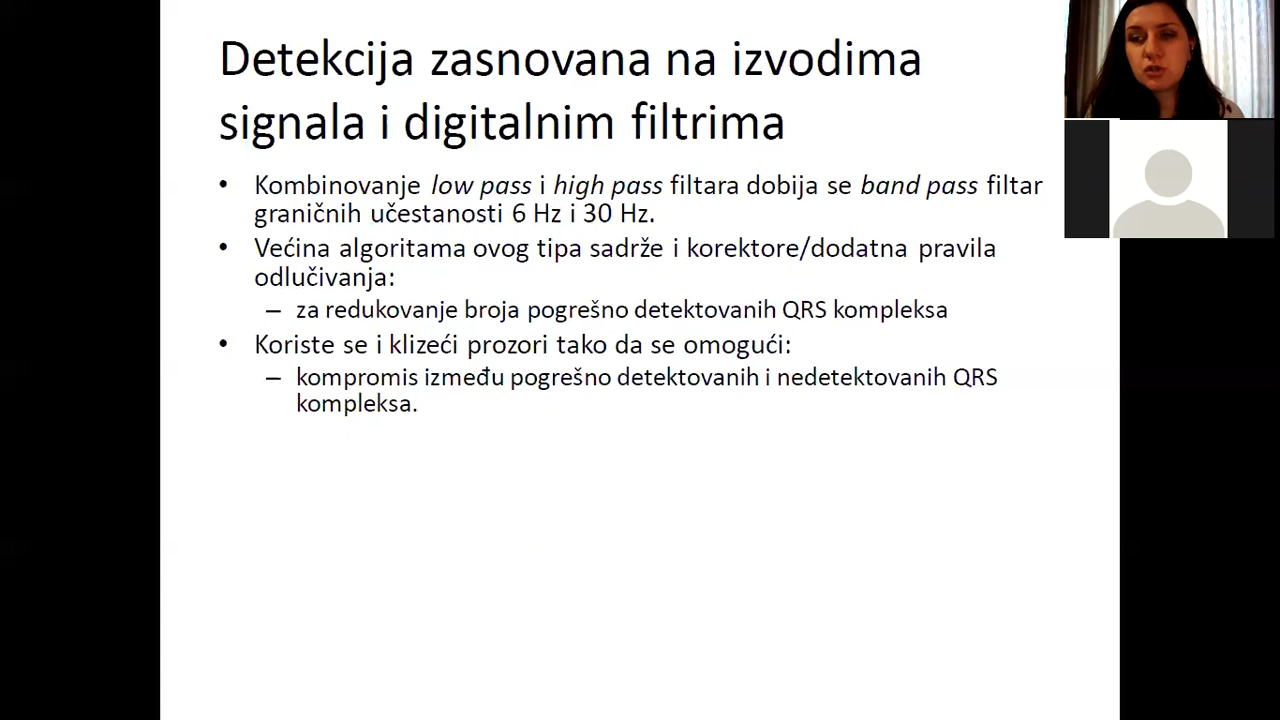 Detekcija zasnovana na izvodima
signala i digitalnim filtrima
• Kombinovanje low pass i high pass filtara dobija se band pass filtar
graničnih učestanosti 6 Hz i 30 Hz.
• Većina algoritama ovog tipa sadrže i korektore/dodatna pravila
odlučivanja:
– za redukovanje broja pogrešno detektovanih QRS kompleksa
• Koriste se i klizeći prozori tako da se omogući:
– kompromis između pogrešno detektovanih i nedetektovanih QRS
kompleksa.